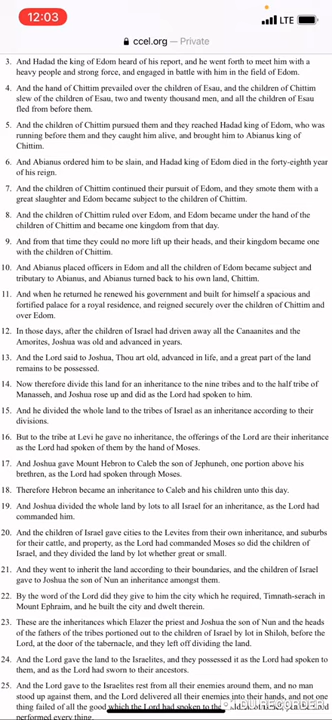 12:03
LTE
ccel.org — Private
3. And Hadad the king of Edom heard of his report, and he went forth to meet him with a
heavy people and strong force, and engaged in battle with him in the field of Edom.
4. And the hand of Chittim prevailed over the children of Esau, and the children of Chittim
slew of the children of Esau, two and twenty thousand men, and all the children of Esau
fled from before them.
5. And the children of Chittim pursued them and they reached Hadad king of Edom, who was
running before them and they caught him alive, and brought him to Abianus king of
Chittim.
6. And Abianus ordered him to be slain, and Hadad king of Edom died in the forty-eighth year
of his reign.
7. And the children of Chittim continued their pursuit of Edom, and they smote them with a
great slaughter and Edom became subject to the children of Chittim.
8. And the children of Chittim ruled over Edom, and Edom became under the hand of the
children of Chittim and became one kingdom from that day.
9. And from that time they could no more lift up their heads, and their kingdom became one
with the children of Chittim.
10. And Abianus placed officers in Edom and all the children of Edom became subject and
tributary to Abianus, and Abianus turned back to his own land, Chittim.
11. And when he returned he renewed his government and built for himself a spacious and
fortified palace for a royal residence, and reigned securely over the children of Chittim and
over Edom.
12. In those days, after the children of Israel had driven away all the Canaanites and the
Amorites, Joshua was old and advanced in years.
13. And the Lord said to Joshua, Thou art old, advanced in life, and a great part of the land
remains to be possessed.
14. Now therefore divide this land for an inheritance to the nine tribes and to the half tribe of
Manasseh, and Joshua rose up and did as the Lord had spoken to him.
15. And he divided the whole land to the tribes of Israel as an inheritance according to their
divisions.
16. But to the tribe at Levi he gave no inheritance, the offerings of the Lord are their inheritance
as the Lord had spoken of them by the hand of Moses.
17. And Joshua gave Mount Hebron to Caleb the son of Jephuneh, one portion above his
brethren, as the Lord had spoken through Moses.
18. Therefore Hebron became an inheritance to Caleb and his children unto this day.
19. And Joshua divided the whole land by lots to all Israel for an inheritance, as the Lord had
commanded him.
20. And the children of Israel gave cities to the Levites from their own inheritance, and suburbs
for their cattle, and property, as the Lord had commanded Moses so did the children of
Israel, and they divided the land by lot whether great or small.
21. And they went to inherit the land according to their boundaries, and the children of Israel
gave to Joshua the son of Nun an inheritance amongst them.
22. By the word of the Lord did they give to him the city which he required, Timnath-serach in
Mount Ephraim, and he built the city and dwelt therein.
23. These are the inheritances which Elazer the priest and Joshua the son of Nun and the heads
of the fathers of the tribes portioned out to the children of Israel by lot in Shiloh, before the
Lord, at the door of the tabernacle, and they left off dividing the land.
24. And the Lord gave the land to the Israelites, and they possessed it as the Lord had spoken to
them, and as the Lord had sworn to their ancestors.
25. And the Lord gave to the Israelites rest from all their enemies around them, and no man
stood up against them, and the Lord delivered all their enemies into their hands, and not one
thing failed of all the good which the Lord had spoken to the
performed every thing.